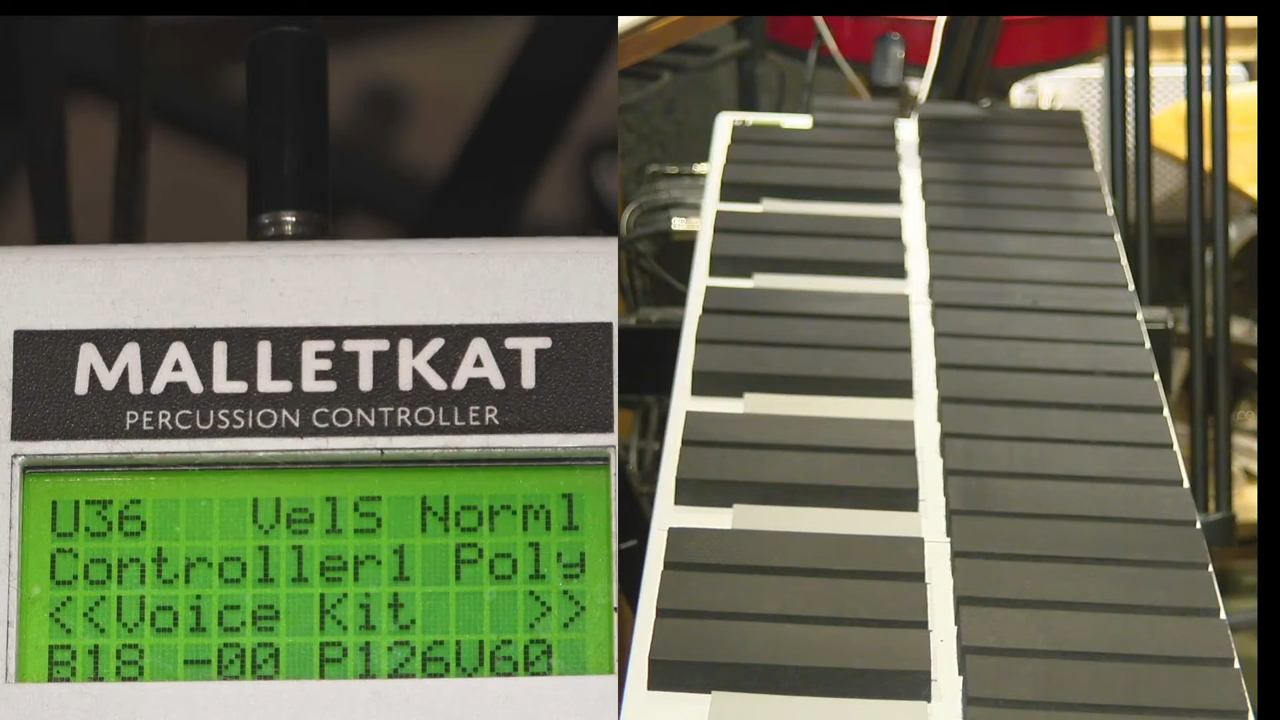 MALLETKAT
PERCUSSION CONTROLLER
U36 VelS Norml
Controller1 Poly
<<Voice Kit >>
B18 -00 P126V60